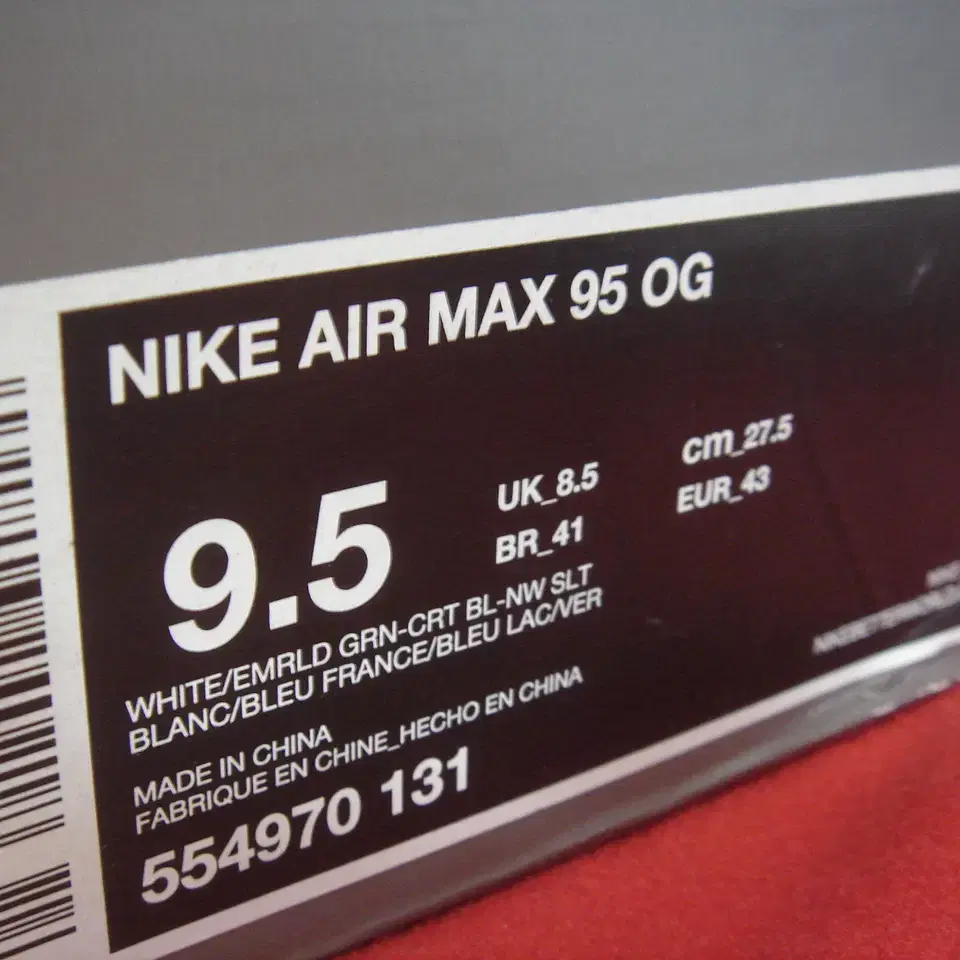 NIKE AIR MAX 95 OG
9.5
UK_8.5
cm_27.5
BR_41
EUR_43
WHITE/EMRLD GRN-CRT BL-NW SLT
BLANC/BLEU FRANCE/BLEU LAC/VER
MADE IN CHINA
FABRIQUE EN CHINE_HECHO EN CHINA
554970 131